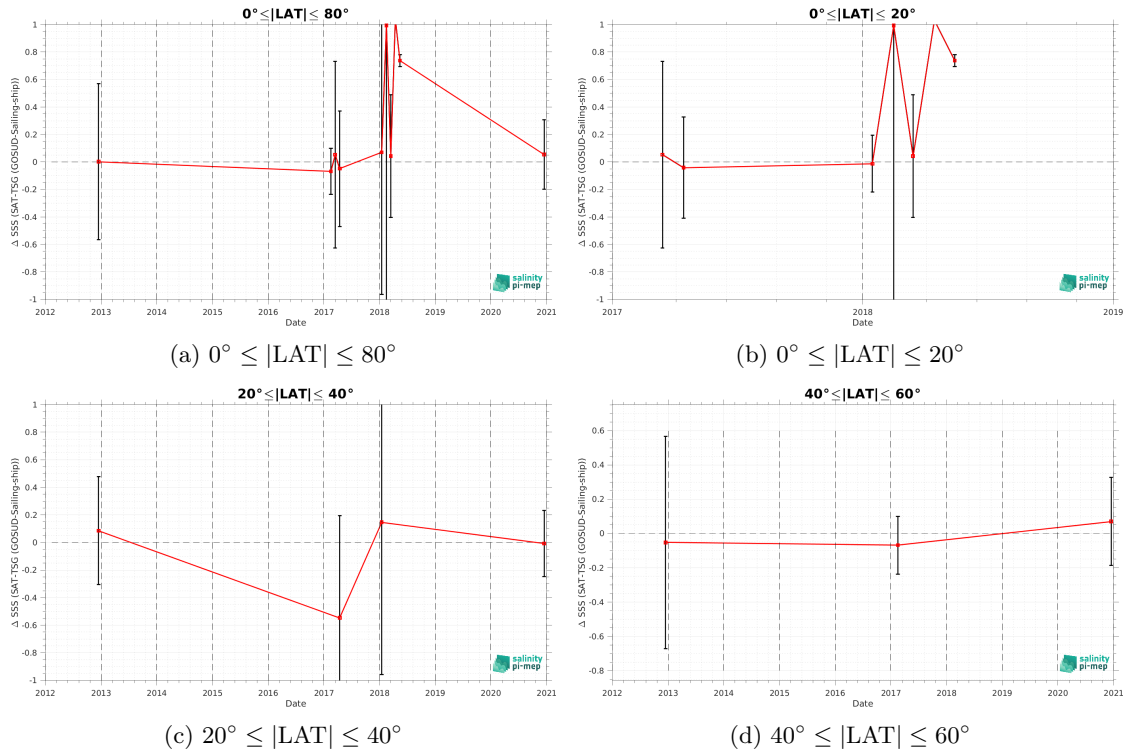 0°≤|LAT|≤ 80°
Δ SSS (SAT-TSG (GOSUD-Sailing-ship))
1
0.8
0.6
0.4
0.2
0
-0.2
-0.4
-0.6
-0.8
-1
2012 2013 2014 2015 2016 2017 2018 2019 2020 2021
Date
salinity
pi-mep
(a) 0° ≤ |LAT| ≤ 80°
0°≤|LAT|≤ 20°
Δ SSS (SAT-TSG (GOSUD-Sailing-ship))
1
0.8
0.6
0.4
0.2
0
-0.2
-0.4
-0.6
-0.8
-1
2017 2018 2019
Date
salinity
pi-mep
(b) 0° ≤ |LAT| ≤ 20°
20°≤|LAT|≤ 40°
Δ SSS (SAT-TSG (GOSUD-Sailing-ship))
1
0.8
0.6
0.4
0.2
0
-0.2
-0.4
-0.6
-0.8
-1
2012 2013 2014 2015 2016 2017 2018 2019 2020 2021
Date
salinity
pi-mep
(c) 20° ≤ |LAT| ≤ 40°
40°≤|LAT|≤ 60°
Δ SSS (SAT-TSG (GOSUD-Sailing-ship))
0.6
0.4
0.2
0
-0.2
-0.4
-0.6
-0.8
2012 2013 2014 2015 2016 2017 2018 2019 2020 2021
Date
salinity
pi-mep
(d) 40° ≤ |LAT| ≤ 60°